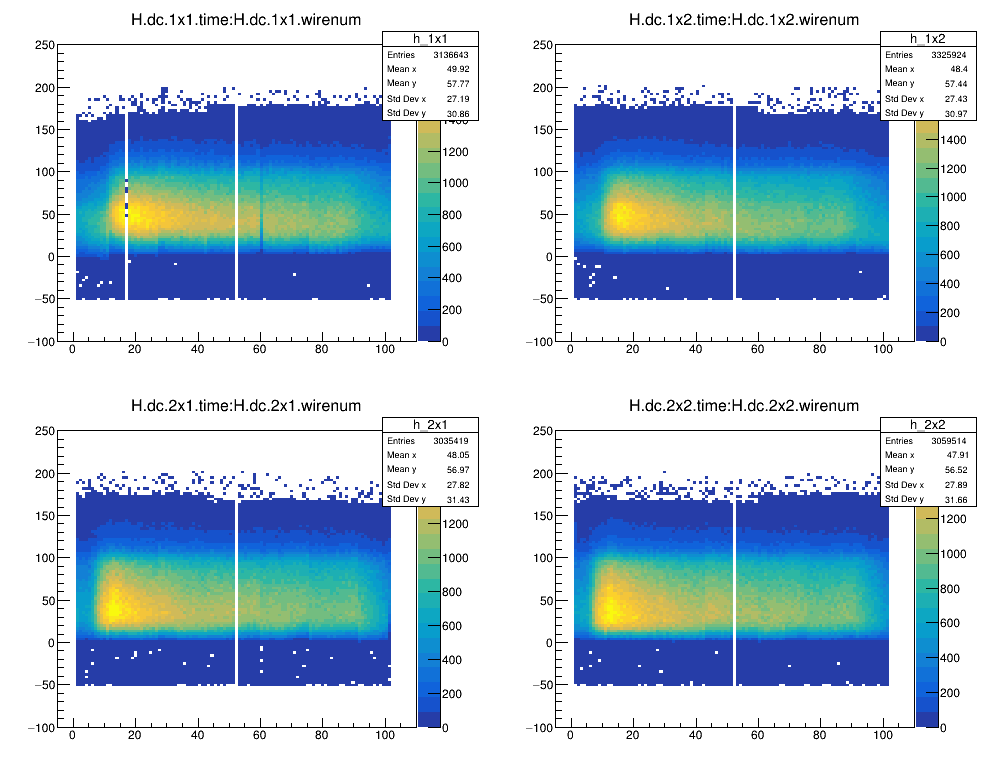 H.dc.1x1.time:H.dc.1x1.wirenum
h_1x1
Entries 3136643
Mean x 49.92
Mean y 57.77
Std Dev x 27.19
Std Dev y 30.86
250
200
150
100
50
0
−50
−100
0 20 40 60 80 100
1400
1200
1000
800
600
400
200
0
H.dc.1x2.time:H.dc.1x2.wirenum
h_1x2
Entries 3325924
Mean x 48.4
Mean y 57.44
Std Dev x 27.43
Std Dev y 30.97
250
200
150
100
50
0
−50
−100
0 20 40 60 80 100
1400
1200
1000
800
600
400
200
0
H.dc.2x1.time:H.dc.2x1.wirenum
h_2x1
Entries 3035419
Mean x 48.05
Mean y 56.97
Std Dev x 27.82
Std Dev y 31.43
250
200
150
100
50
0
−50
−100
0 20 40 60 80 100
1200
1000
800
600
400
200
0
H.dc.2x2.time:H.dc.2x2.wirenum
h_2x2
Entries 3059514
Mean x 47.91
Mean y 56.52
Std Dev x 27.89
Std Dev y 31.66
250
200
150
100
50
0
−50
−100
0 20 40 60 80 100
1200
1000
800
600
400
200
0